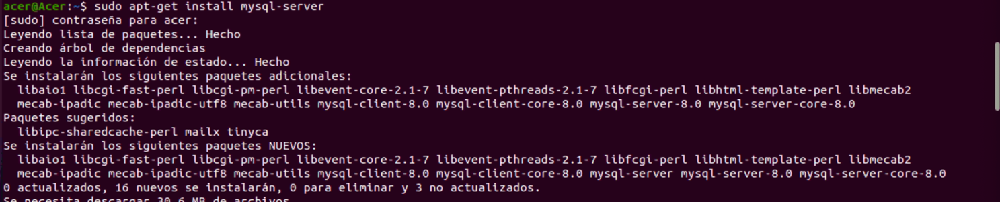 acer@Acer:~$ sudo apt-get install mysql-server
[sudo] contraseña para acer:
Leyendo lista de paquetes... Hecho
Creando árbol de dependencias
Leyendo la información de estado... Hecho
Se instalarán los siguientes paquetes adicionales:
  libaio1 libcgi-fast-perl libcgi-pm-perl libevent-core-2.1-7 libevent-pthreads-2.1-7 libfcgi-perl libhtml-template-perl libmecab2
  mecab-ipadic mecab-ipadic-utf8 mecab-utils mysql-client-8.0 mysql-client-core-8.0 mysql-server-8.0 mysql-server-core-8.0
Paquetes sugeridos:
  libipc-sharedcache-perl mailx tinyca
Se instalarán los siguientes paquetes NUEVOS:
  libaio1 libcgi-fast-perl libcgi-pm-perl libevent-core-2.1-7 libevent-pthreads-2.1-7 libfcgi-perl libhtml-template-perl libmecab2
  mecab-ipadic mecab-ipadic-utf8 mecab-utils mysql-client-8.0 mysql-client-core-8.0 mysql-server mysql-server-8.0 mysql-server-core-8.0
0 actualizados, 16 nuevos se instalarán, 0 para eliminar y 3 no actualizados.
Se necesita descargar 30,6 MB de archivos.